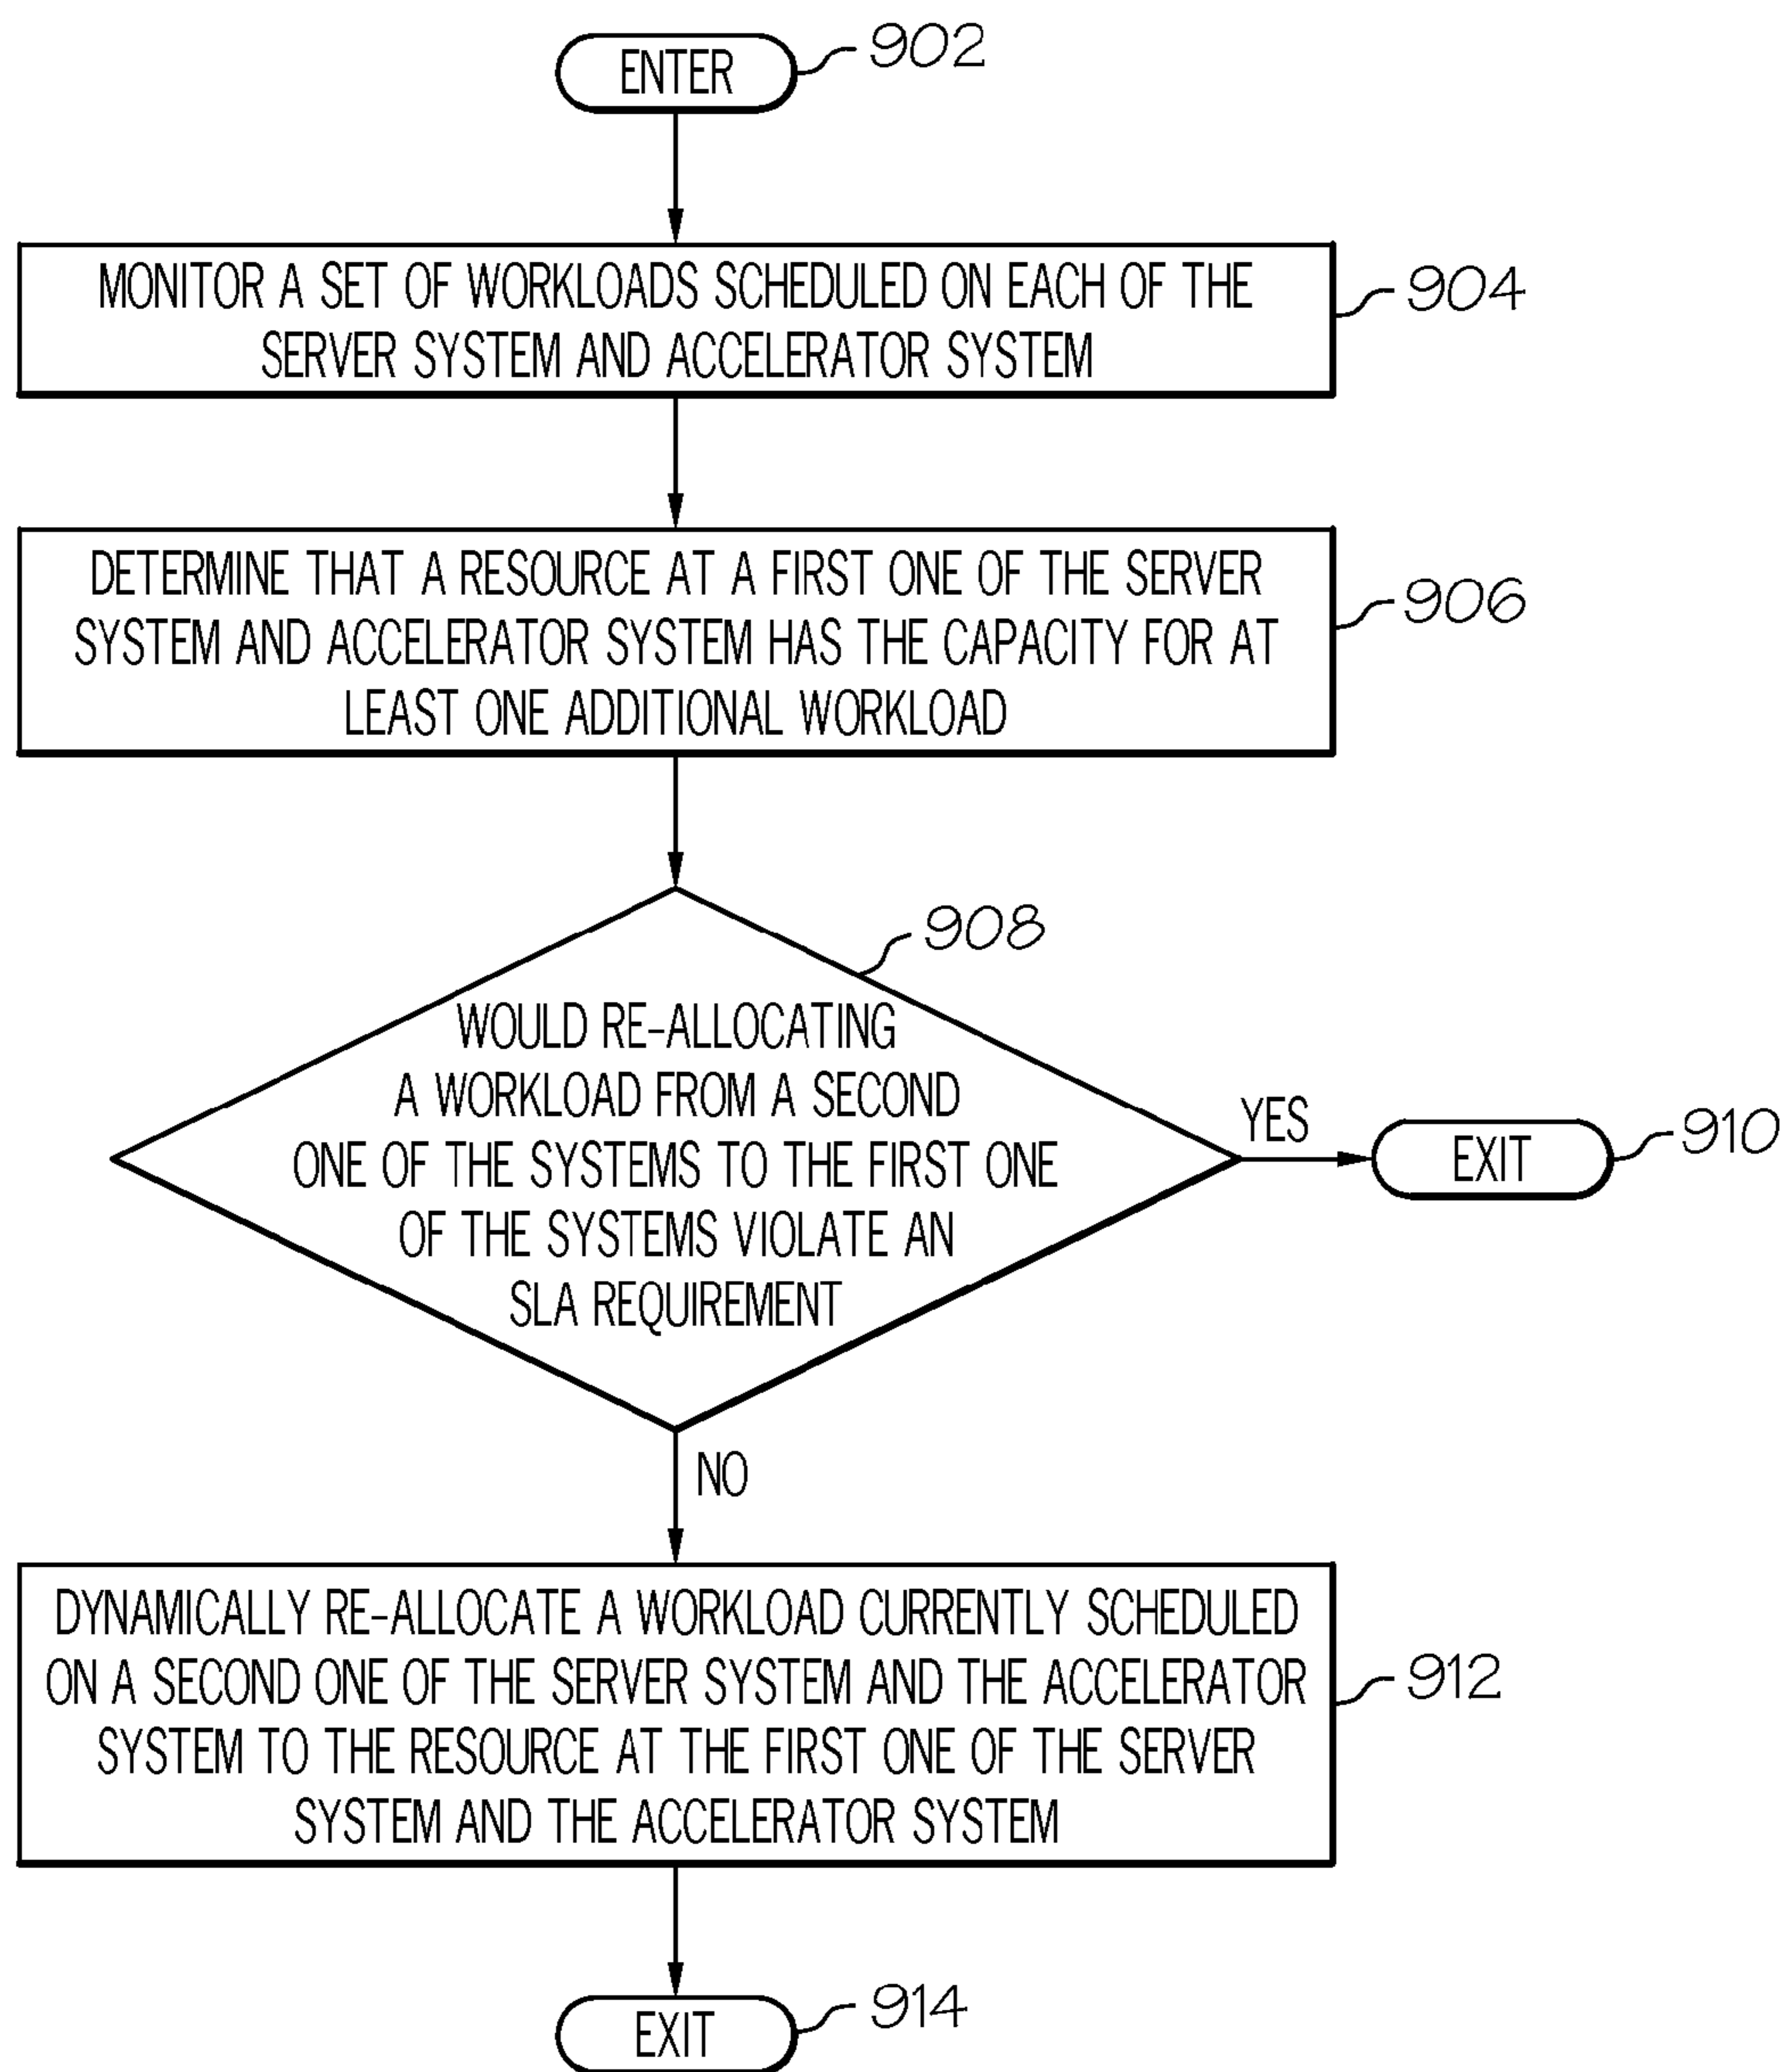 ENTER
902
MONITOR A SET OF WORKLOADS SCHEDULED ON EACH OF THE
SERVER SYSTEM AND ACCELERATOR SYSTEM
904
DETERMINE THAT A RESOURCE AT A FIRST ONE OF THE SERVER
SYSTEM AND ACCELERATOR SYSTEM HAS THE CAPACITY FOR AT
LEAST ONE ADDITIONAL WORKLOAD
906
908
WOULD RE-ALLOCATING
A WORKLOAD FROM A SECOND
ONE OF THE SYSTEMS TO THE FIRST ONE
OF THE SYSTEMS VIOLATE AN
SLA REQUIREMENT
YES
EXIT
910
NO
DYNAMICALLY RE-ALLOCATE A WORKLOAD CURRENTLY SCHEDULED
ON A SECOND ONE OF THE SERVER SYSTEM AND THE ACCELERATOR
SYSTEM TO THE RESOURCE AT THE FIRST ONE OF THE SERVER
SYSTEM AND THE ACCELERATOR SYSTEM
912
EXIT
914